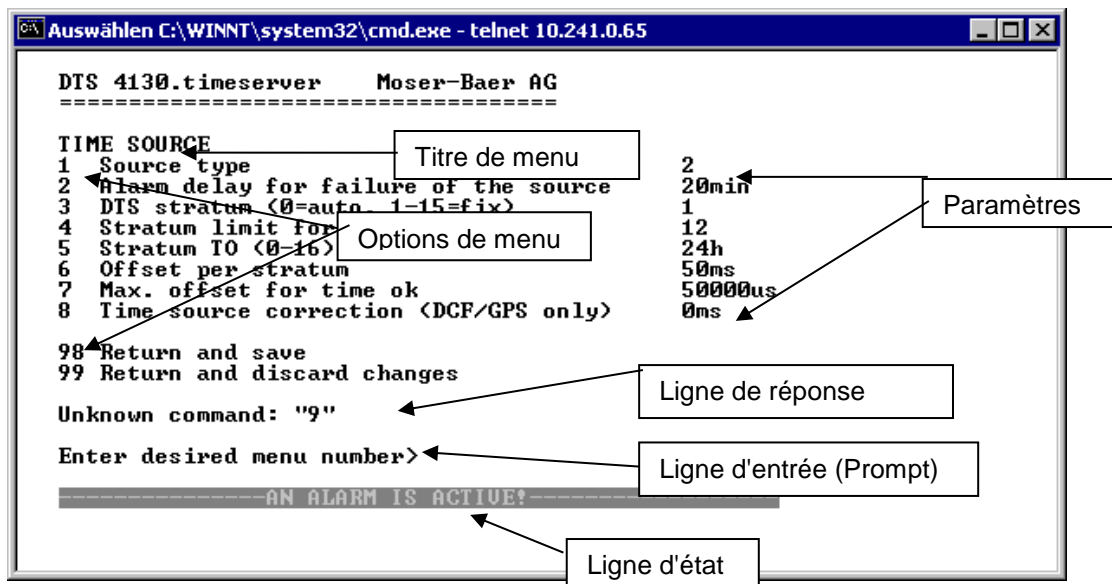 Auswählen C:\WINNT\system32\cmd.exe - telnet 10.241.0.65
DTS 4130.timeserver Moser-Baer AG
====================================
TIME SOURCE
Titre de menu
1 Source type 2
2 Alarm delay for failure of the source 20min
Paramètres
3 DTS stratum (0=auto, 1-15=fix) 1
4 Stratum limit for 12
Options de menu
5 Stratum TO (0-16) 24h
6 Offset per stratum 50ms
7 Max. offset for time ok 50000us
8 Time source correction (DCF/GPS only) 0ms
98 Return and save
99 Return and discard changes
Ligne de réponse
Unknown command: "9"
Enter desired menu number>
Ligne d'entrée (Prompt)
---------------AN ALARM IS ACTIVE!------------------
Ligne d'état